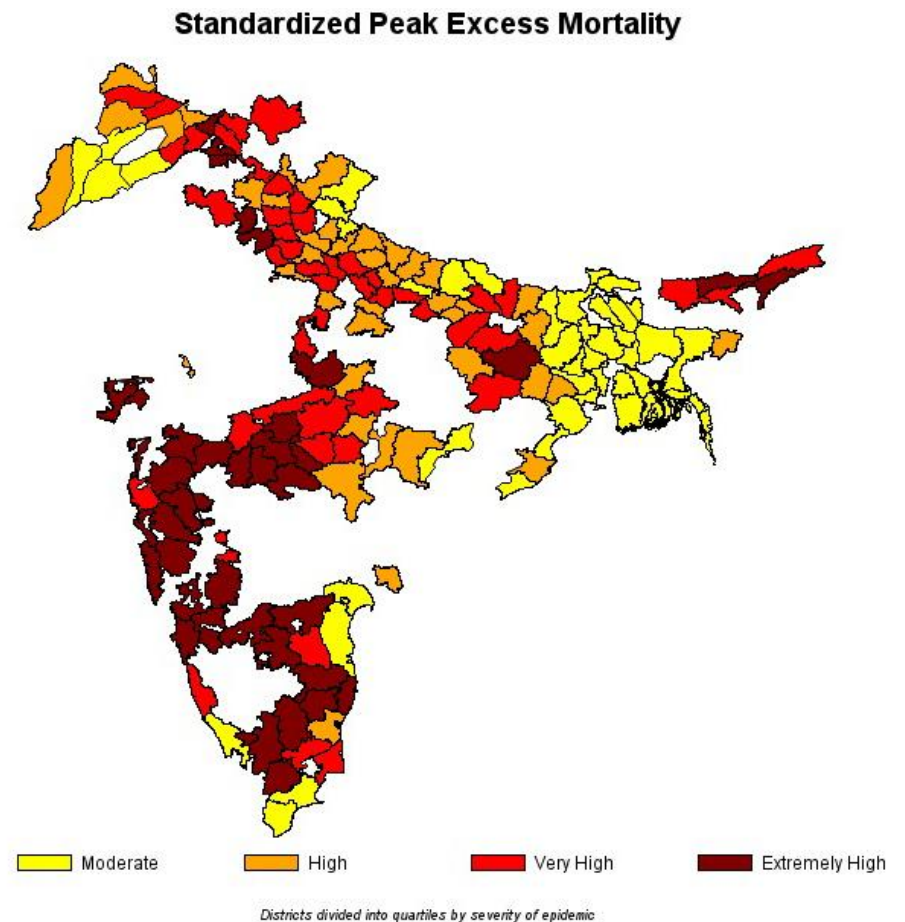 Standardized Peak Excess Mortality
Moderate High Very High Extremely High
Districts divided into quartiles by severity of epidemic